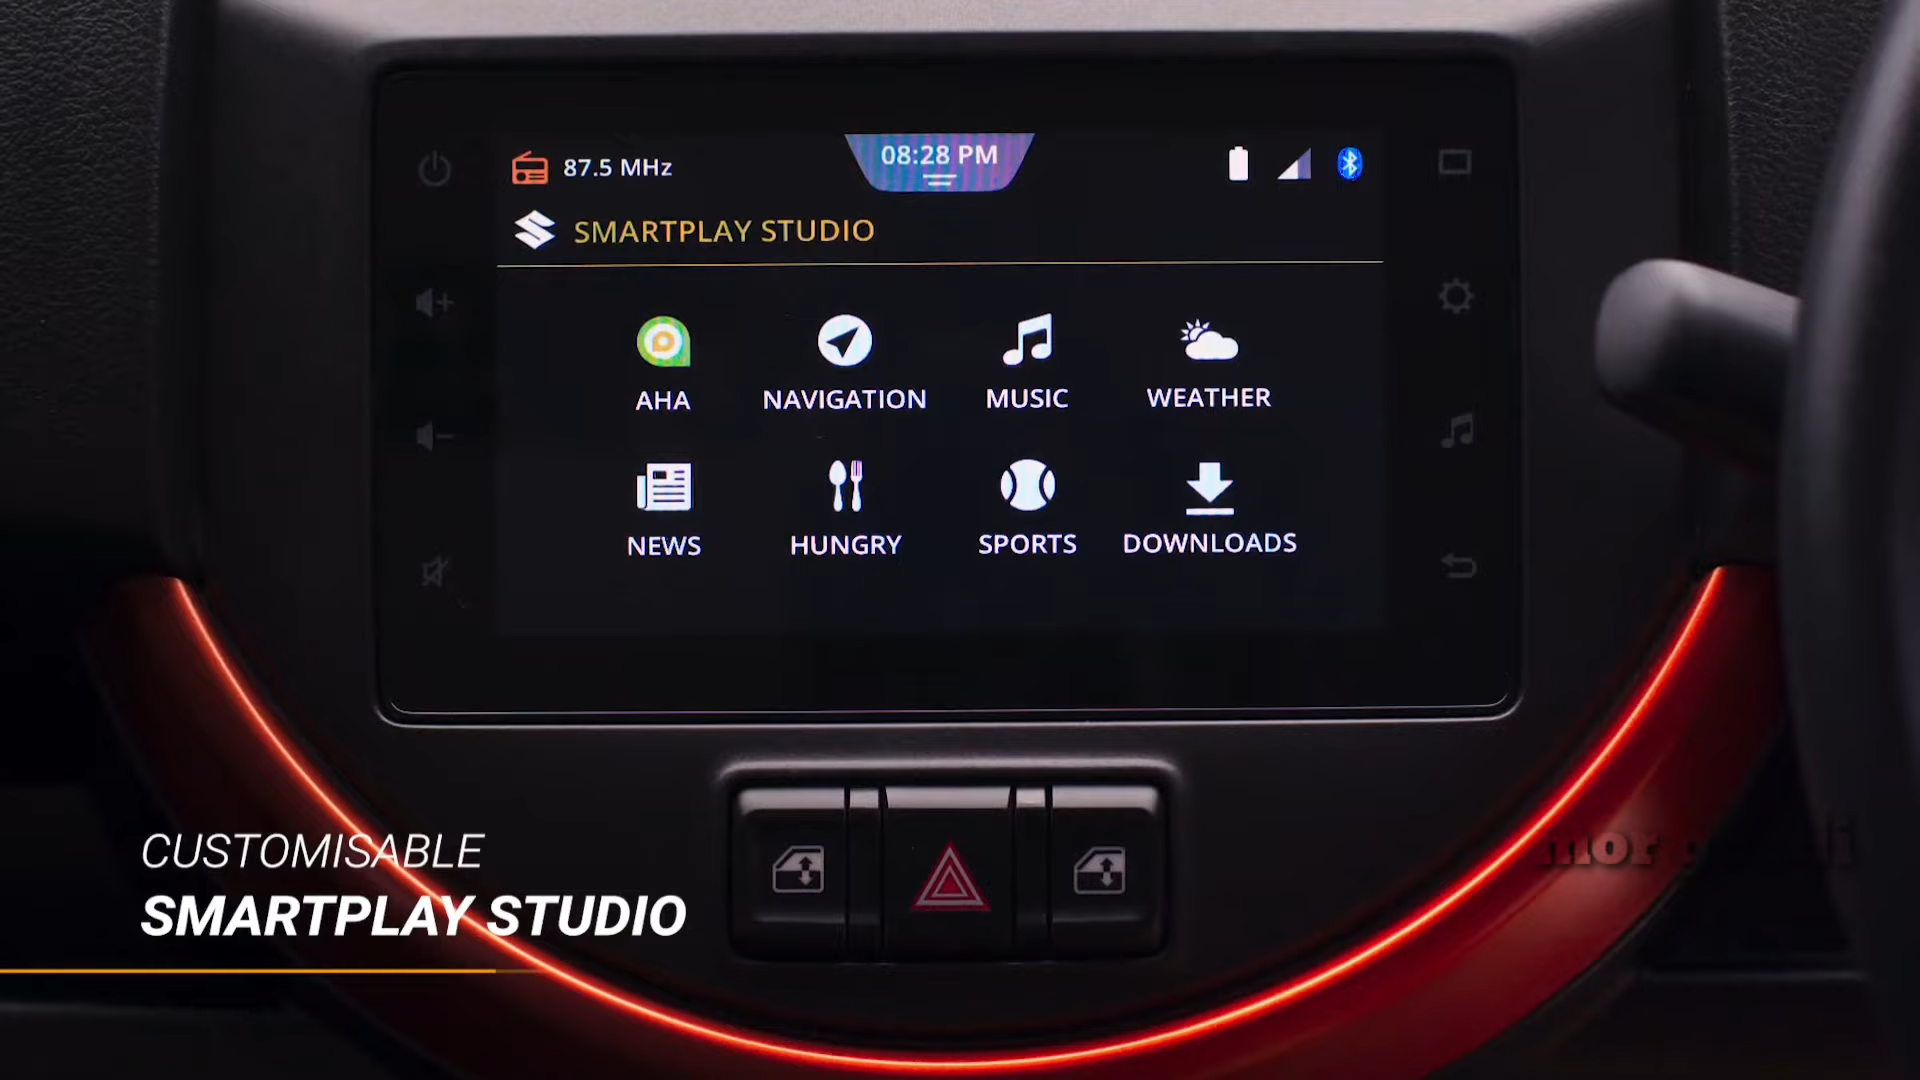 87.5 MHz
08:28 PM
SMARTPLAY STUDIO
AHA
NAVIGATION
MUSIC
WEATHER
NEWS
HUNGRY
SPORTS
DOWNLOADS
CUSTOMISABLE
SMARTPLAY STUDIO